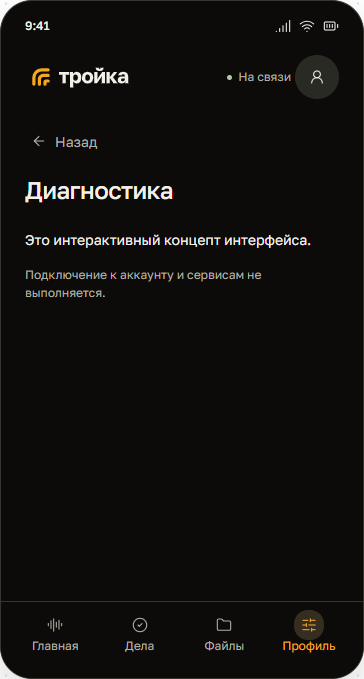 9:41
тройка
На связи
Назад
Диагностика
Это интерактивный концепт интерфейса.
Подключение к аккаунту и сервисам не
выполняется.
Главная
Дела
Файлы
Профиль